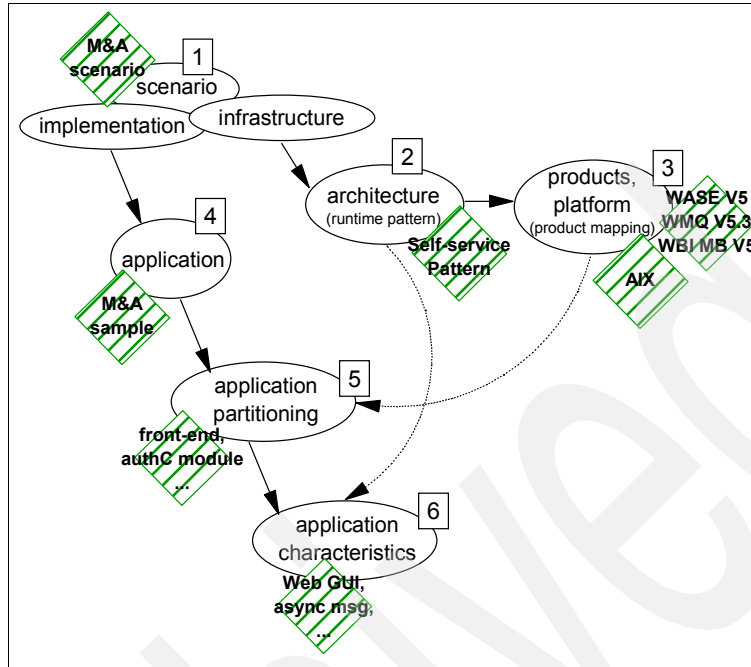 M&A
scenario
1
scenario
implementation
infrastructure
2
architecture
(runtime pattern)
Self-service
Pattern
3
products,
platform
(product mapping)
WASE V5
WMQ V5.3
WBI MB V5
AIX
4
application
M&A
sample
5
application
partitioning
front-end,
authC module
...
6
application
characteristics
Web GUI,
async msg,
...